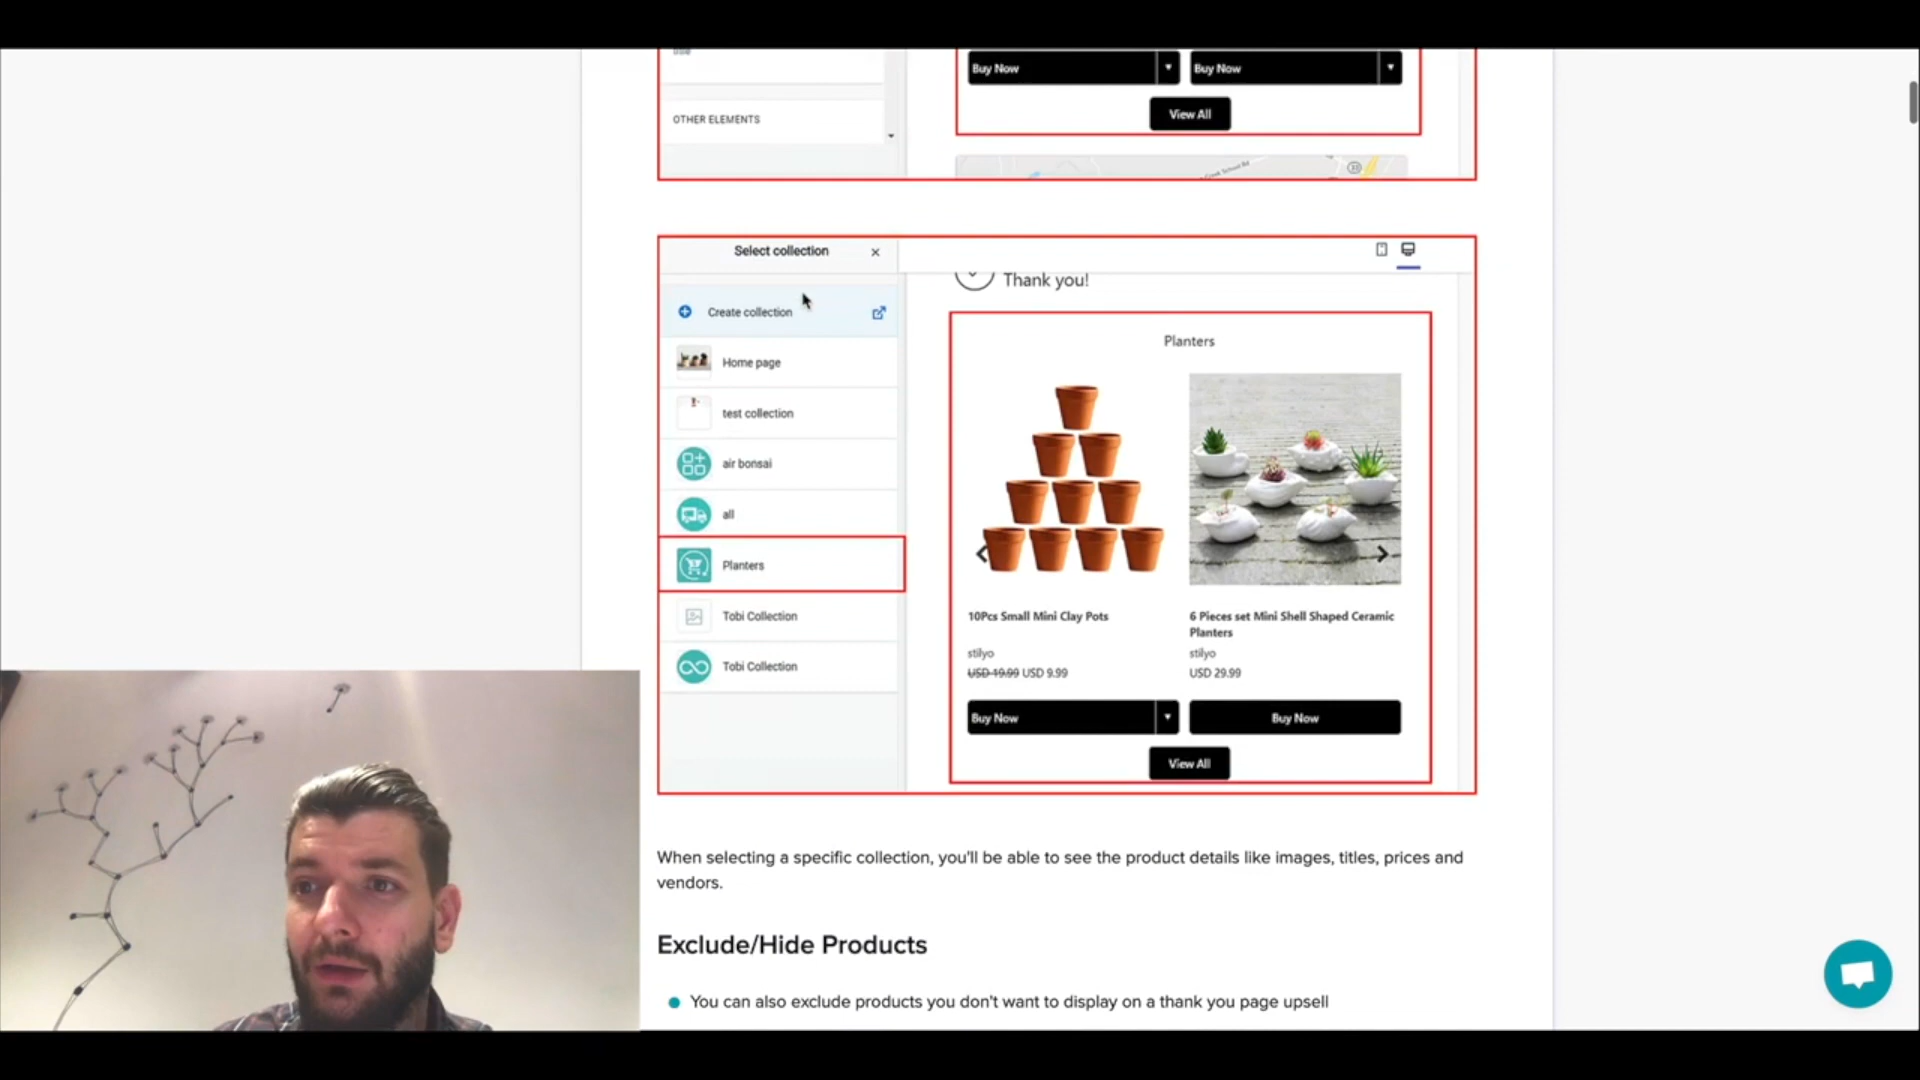 Buy Now
Buy Now
View All
OTHER ELEMENTS
Select collection
Thank you!
Create collection
Home page
test collection
air bonsai
all
Planters
Tobi Collection
Tobi Collection
Planters
10Pcs Small Mini Clay Pots
stilyo
USD 19.99 USD 9.99
6 Pieces set Mini Shell Shaped Ceramic
Planters
stilyo
USD 29.99
Buy Now
Buy Now
View All
When selecting a specific collection, you'll be able to see the product details like images, titles, prices and
vendors.
Exclude/Hide Products
You can also exclude products you don't want to display on a thank you page upsell